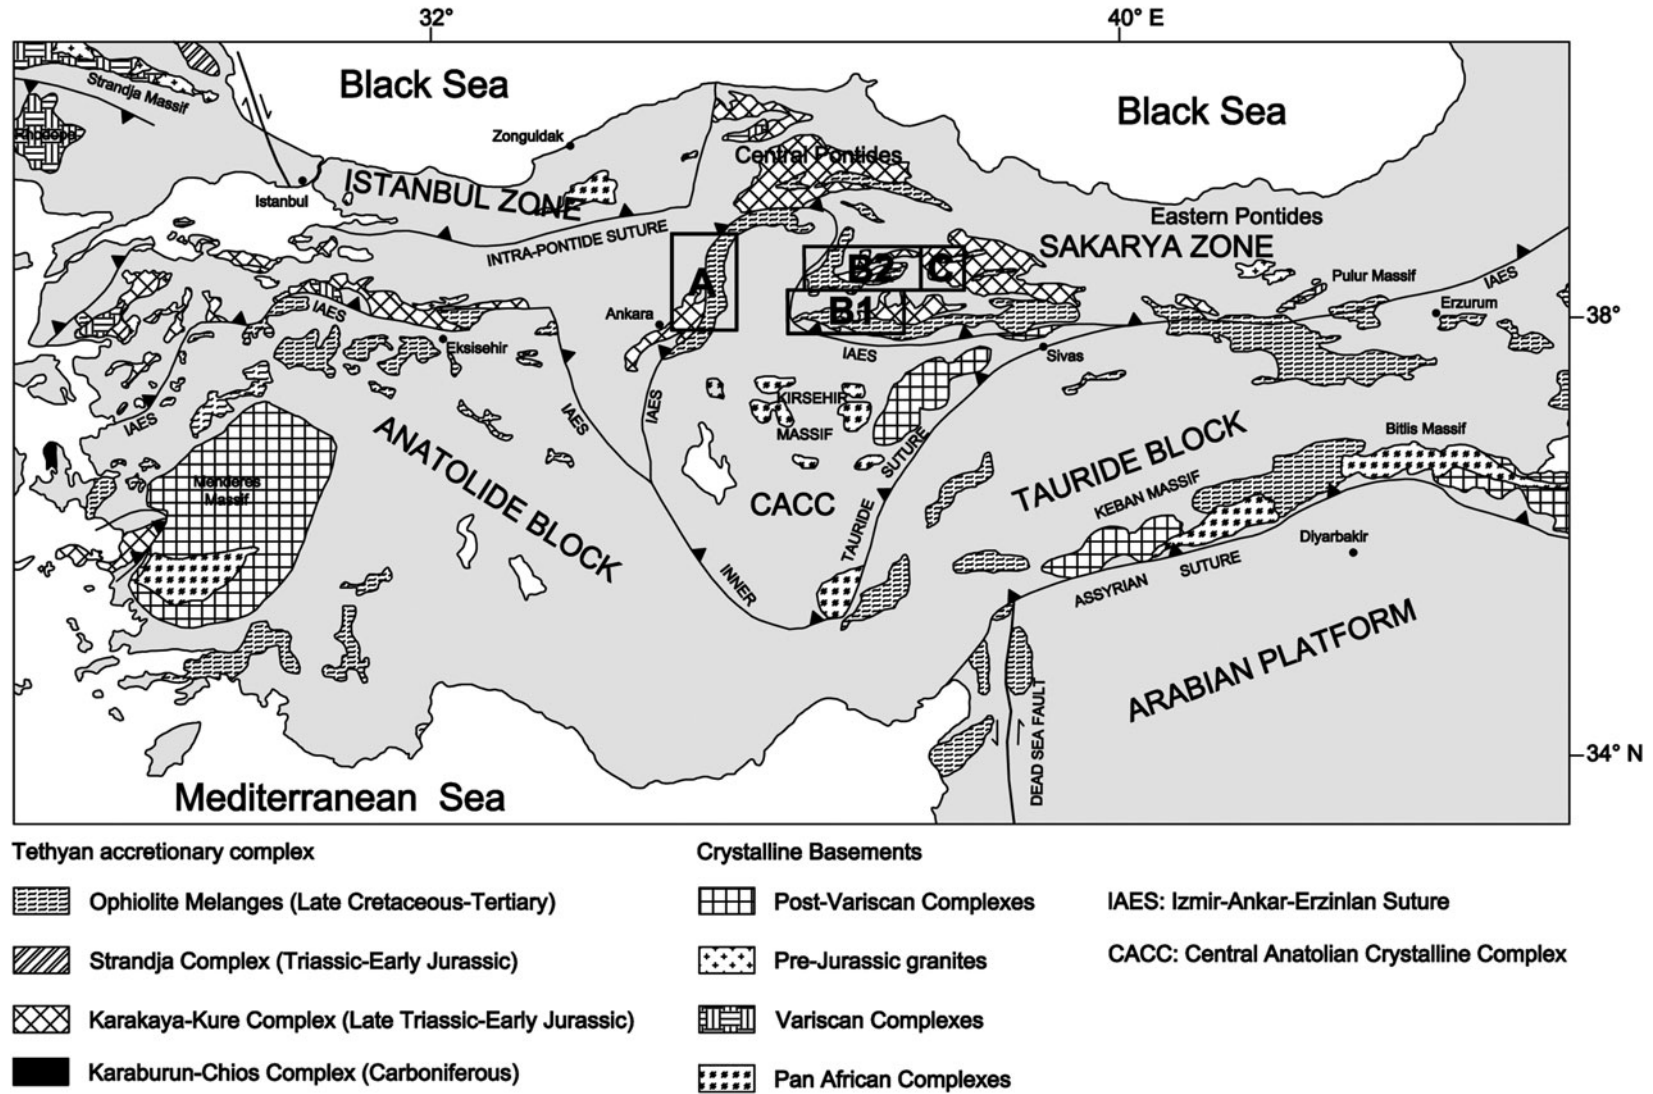 32°
40° E
Black Sea
Black Sea
Strandja Massif
Rhodope
Zonguldak
Central Pontides
Istanbul
ISTANBUL ZONE
INTRA-PONTIDE SUTURE
Eastern Pontides
SAKARYA ZONE
Pulur Massif
IAES
Erzurum
38°
A
B2
C
B1
Ankara
IAES
Eksisehir
IAES
Sivas
IAES
IAES
IAES
KIRSEHIR
MASSIF
CACC
ANATOLIDE BLOCK
Menderes
Massif
TAURIDE BLOCK
KEBAN MASSIF
Bitlis Massif
Diyarbakir
INNER
TAURIDE
SUTURE
ASSYRIAN
SUTURE
ARABIAN PLATFORM
DEAD SEA FAULT
34° N
Mediterranean Sea
Tethyan accretionary complex
Ophiolite Melanges (Late Cretaceous-Tertiary)
Strandja Complex (Triassic-Early Jurassic)
Karakaya-Kure Complex (Late Triassic-Early Jurassic)
Karaburun-Chios Complex (Carboniferous)
Crystalline Basements
Post-Variscan Complexes
Pre-Jurassic granites
Variscan Complexes
Pan African Complexes
IAES: Izmir-Ankar-Erzinlan Suture
CACC: Central Anatolian Crystalline Complex